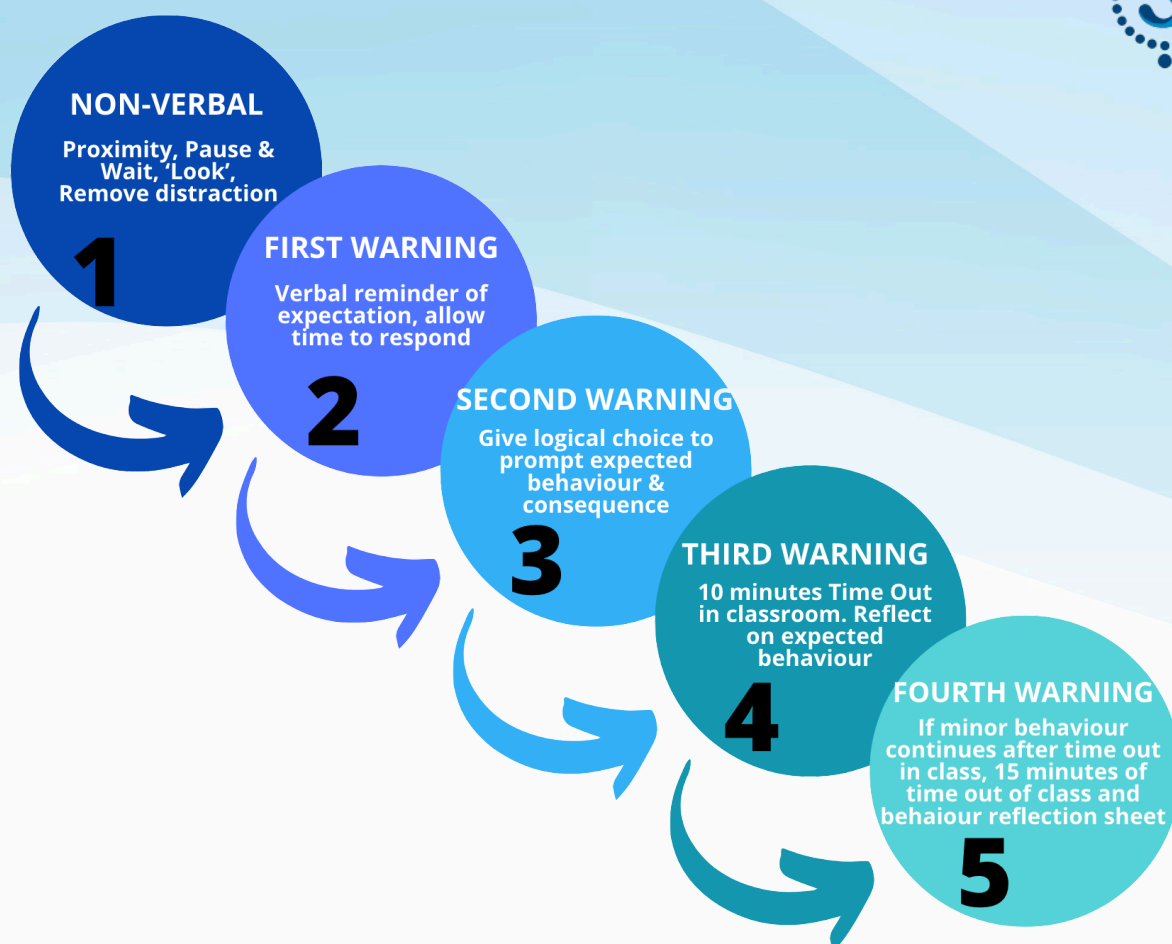 NON-VERBAL
Proximity, Pause &
Wait, ‘Look’,
Remove distraction
1
FIRST WARNING
Verbal reminder of
expectation, allow
time to respond
2
SECOND WARNING
Give logical choice to
prompt expected
behaviour &
consequence
3
THIRD WARNING
10 minutes Time Out
in classroom. Reflect
on expected
behaviour
4
FOURTH WARNING
If minor behaviour
continues after time out
in class, 15 minutes of
time out of class and
behaiour reflection sheet
5